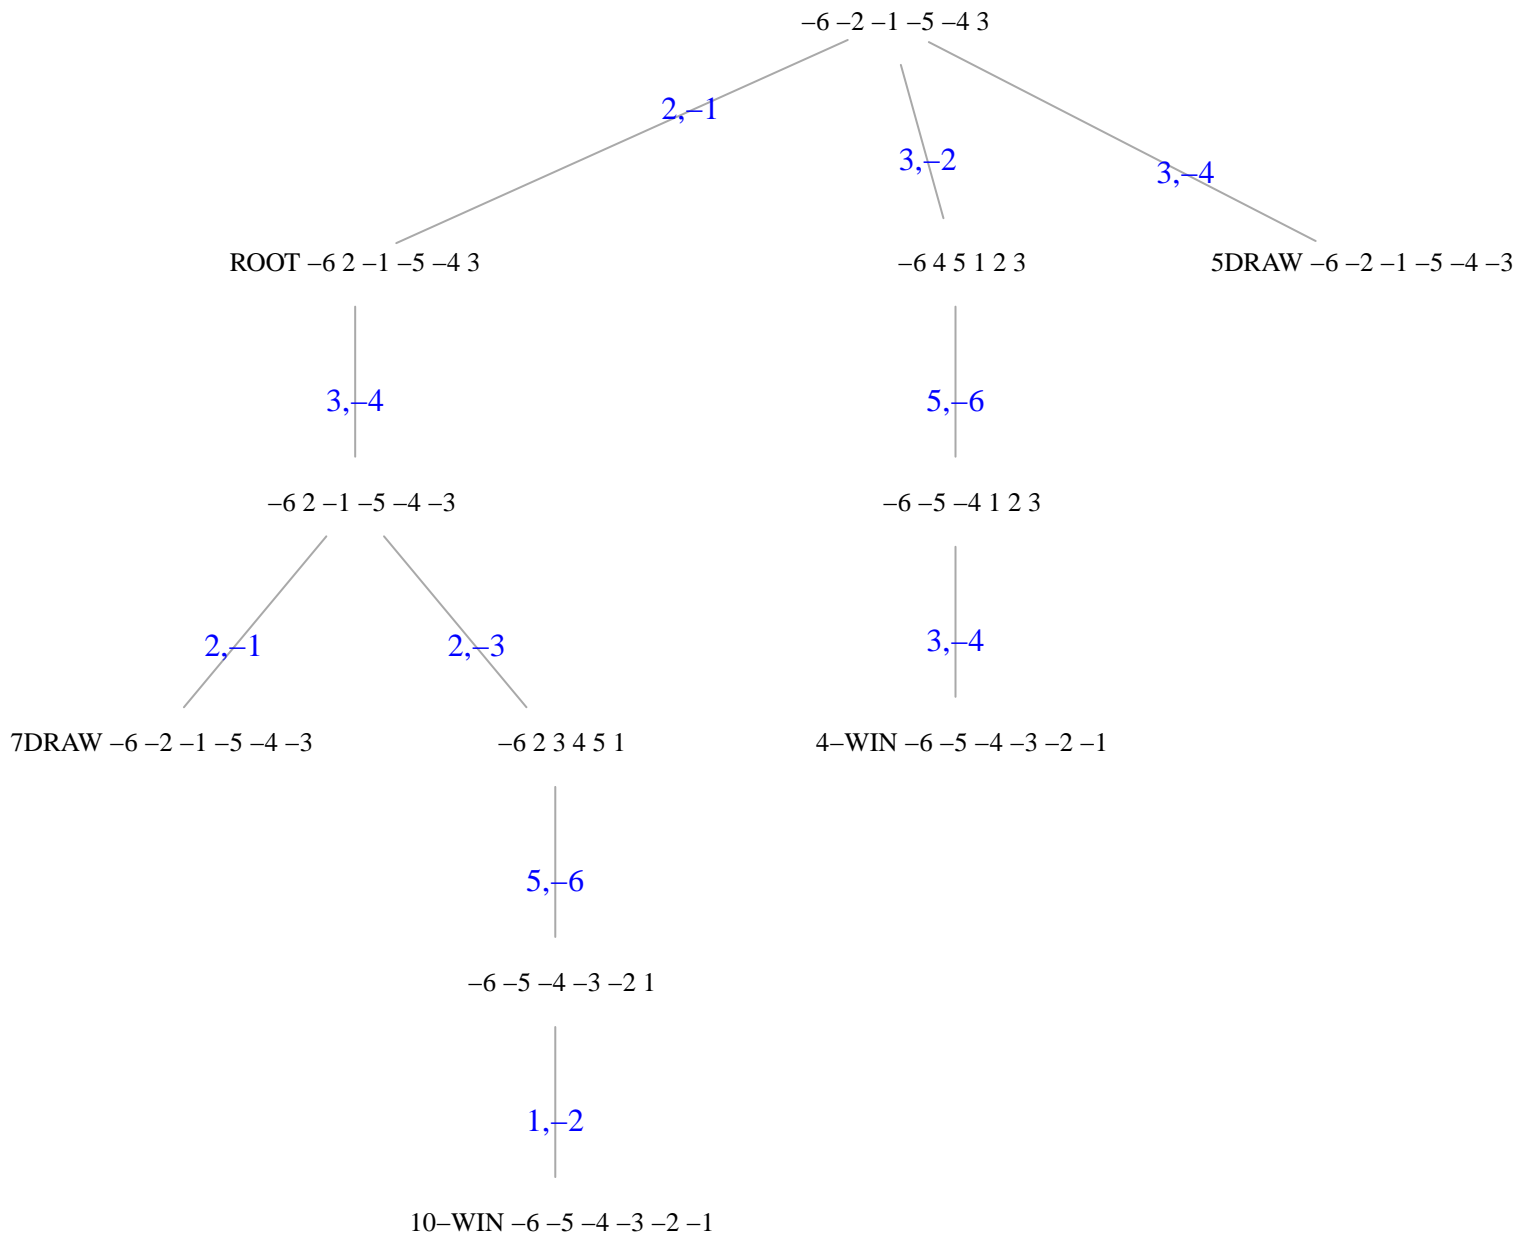 –6 –2 –1 –5 –4 3
2,–1
3,–2
3,–4
ROOT –6 2 –1 –5 –4 3
–6 4 5 1 2 3
5DRAW –6 –2 –1 –5 –4 –3
3,–4
5,–6
–6 2 –1 –5 –4 –3
–6 –5 –4 1 2 3
2,–1
2,–3
3,–4
7DRAW –6 –2 –1 –5 –4 –3
–6 2 3 4 5 1
4–WIN –6 –5 –4 –3 –2 –1
5,–6
–6 –5 –4 –3 –2 1
1,–2
10–WIN –6 –5 –4 –3 –2 –1